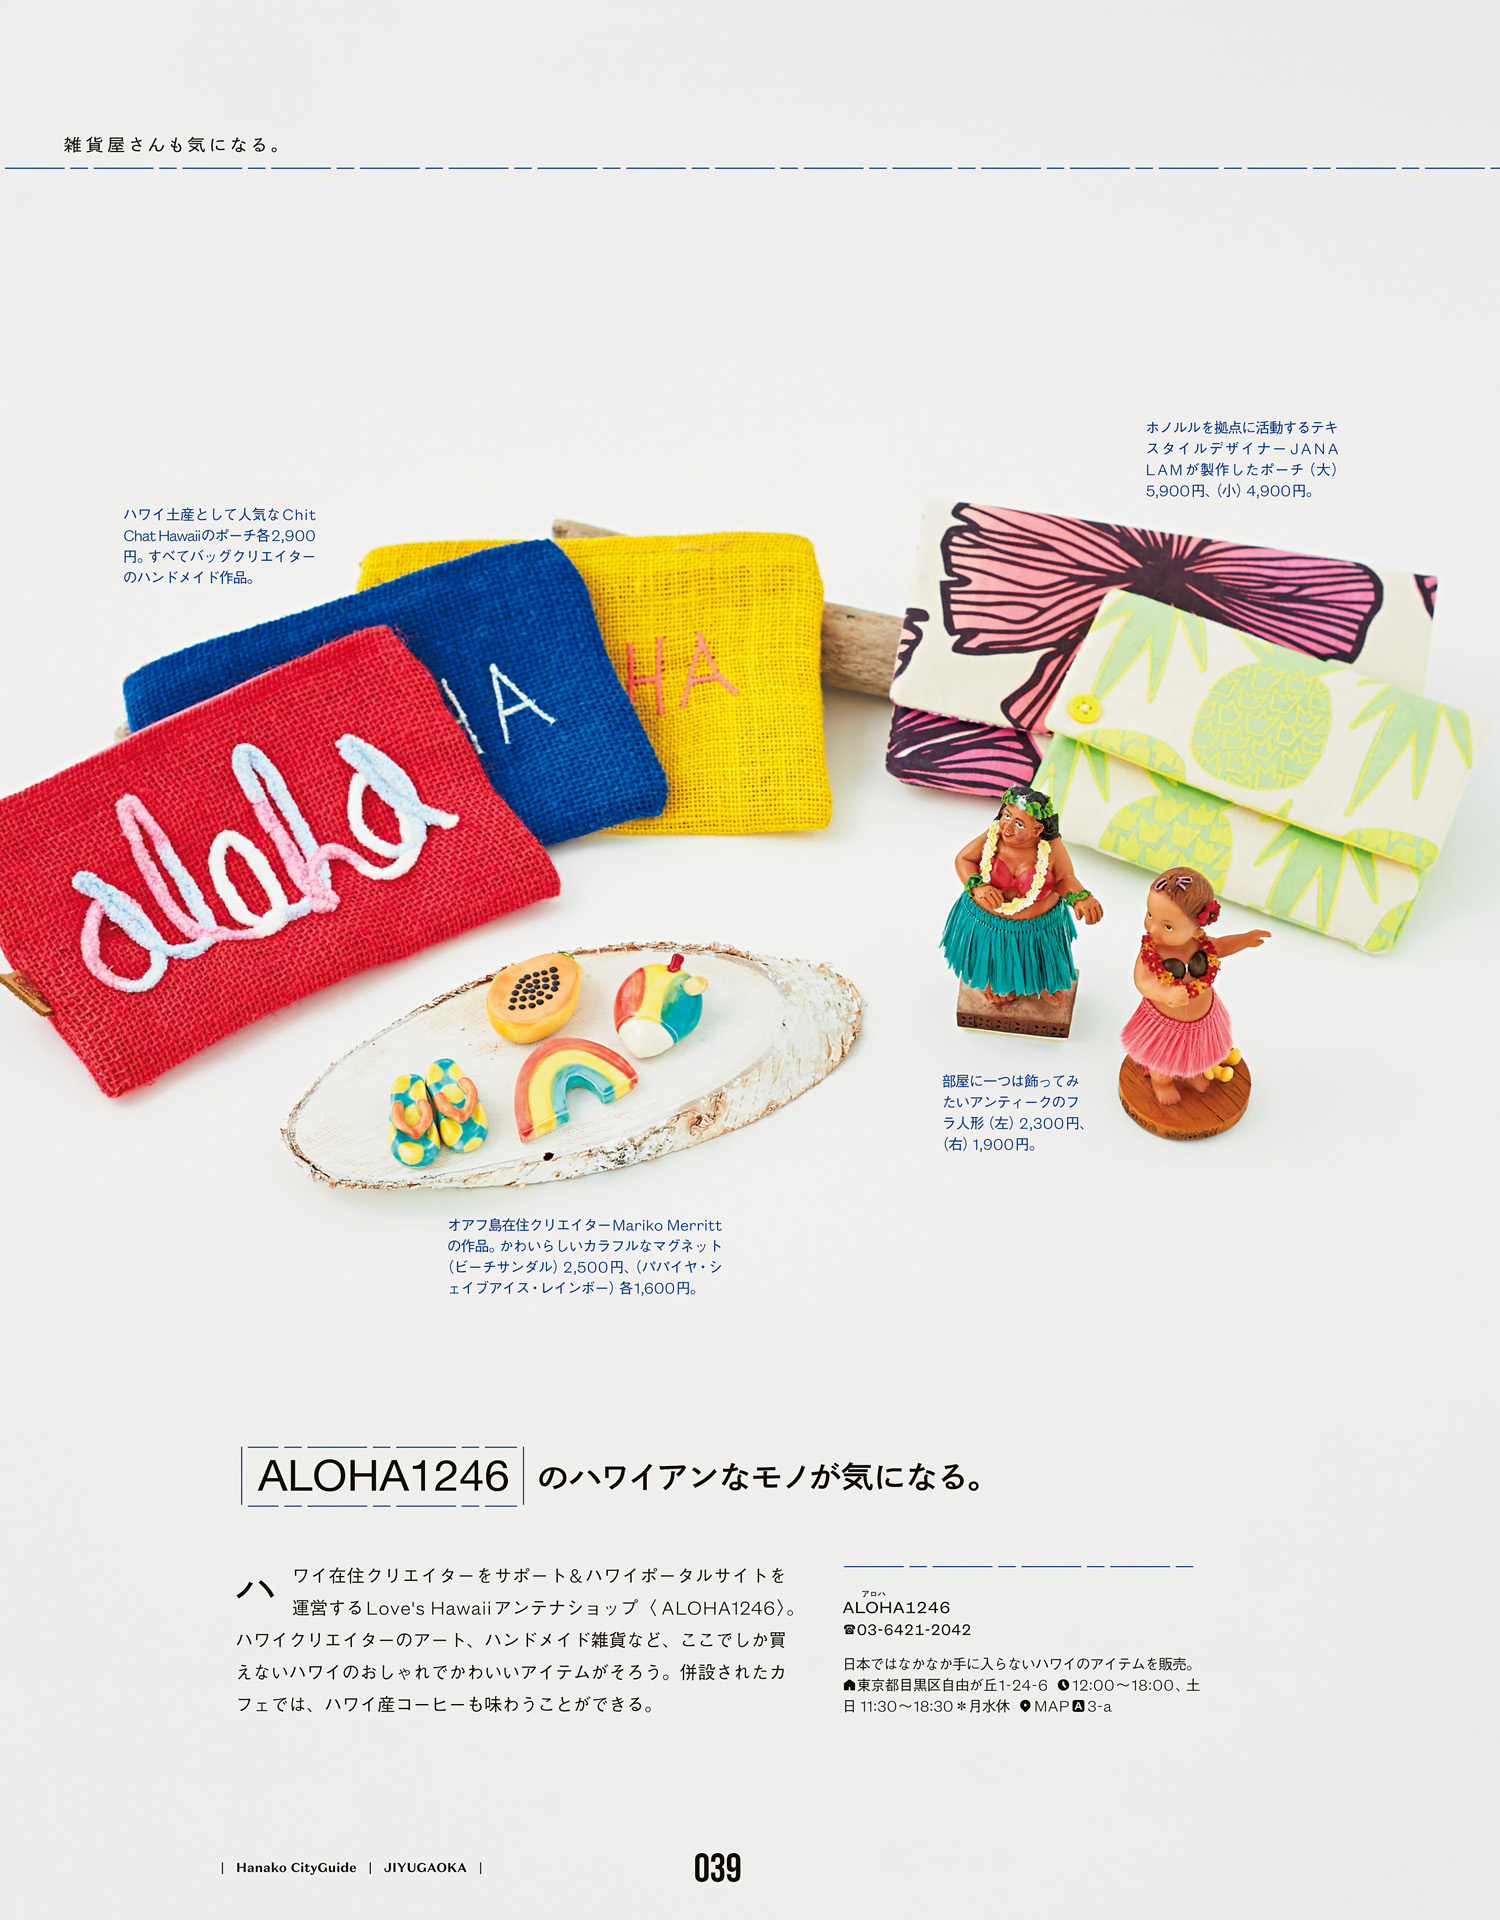 雑貨屋さんも気になる。
ホノルルを拠点に活動するテキ
スタイルデザイナーJANA
LAMが製作したポーチ（大）
5,900円、（小）4,900円。
ハワイ土産として人気なChit
Chat Hawaiiのポーチ各2,900
円。すべてバッグクリエイター
のハンドメイド作品。
HA
HA
aloha
部屋に一つは飾ってみ
たいアンティークのフ
ラ人形（左）2,300円、
（右）1,900円。
オアフ島在住クリエイターMariko Merritt
の作品。かわいらしいカラフルなマグネット
（ビーチサンダル）2,500円、（パパイヤ・シ
ェイブアイス・レインボー）各1,600円。
ALOHA1246 のハワイアンなモノが気になる。
ハワイ在住クリエイターをサポート＆ハワイポータルサイトを
運営するLove's Hawaiiアンテナショップ〈ALOHA1246〉。
ハワイクリエイターのアート、ハンドメイド雑貨など、ここでしか買
えないハワイのおしゃれでかわいいアイテムがそろう。併設されたカ
フェでは、ハワイ産コーヒーも味わうことができる。
アロハ
ALOHA1246
☎03-6421-2042
日本ではなかなか手に入らないハワイのアイテムを販売。
東京都目黒区自由が丘1-24-6 12:00〜18:00、土
日 11:30〜18:30＊月水休 MAP A 3-a
| Hanako CityGuide | JIYUGAOKA |
039